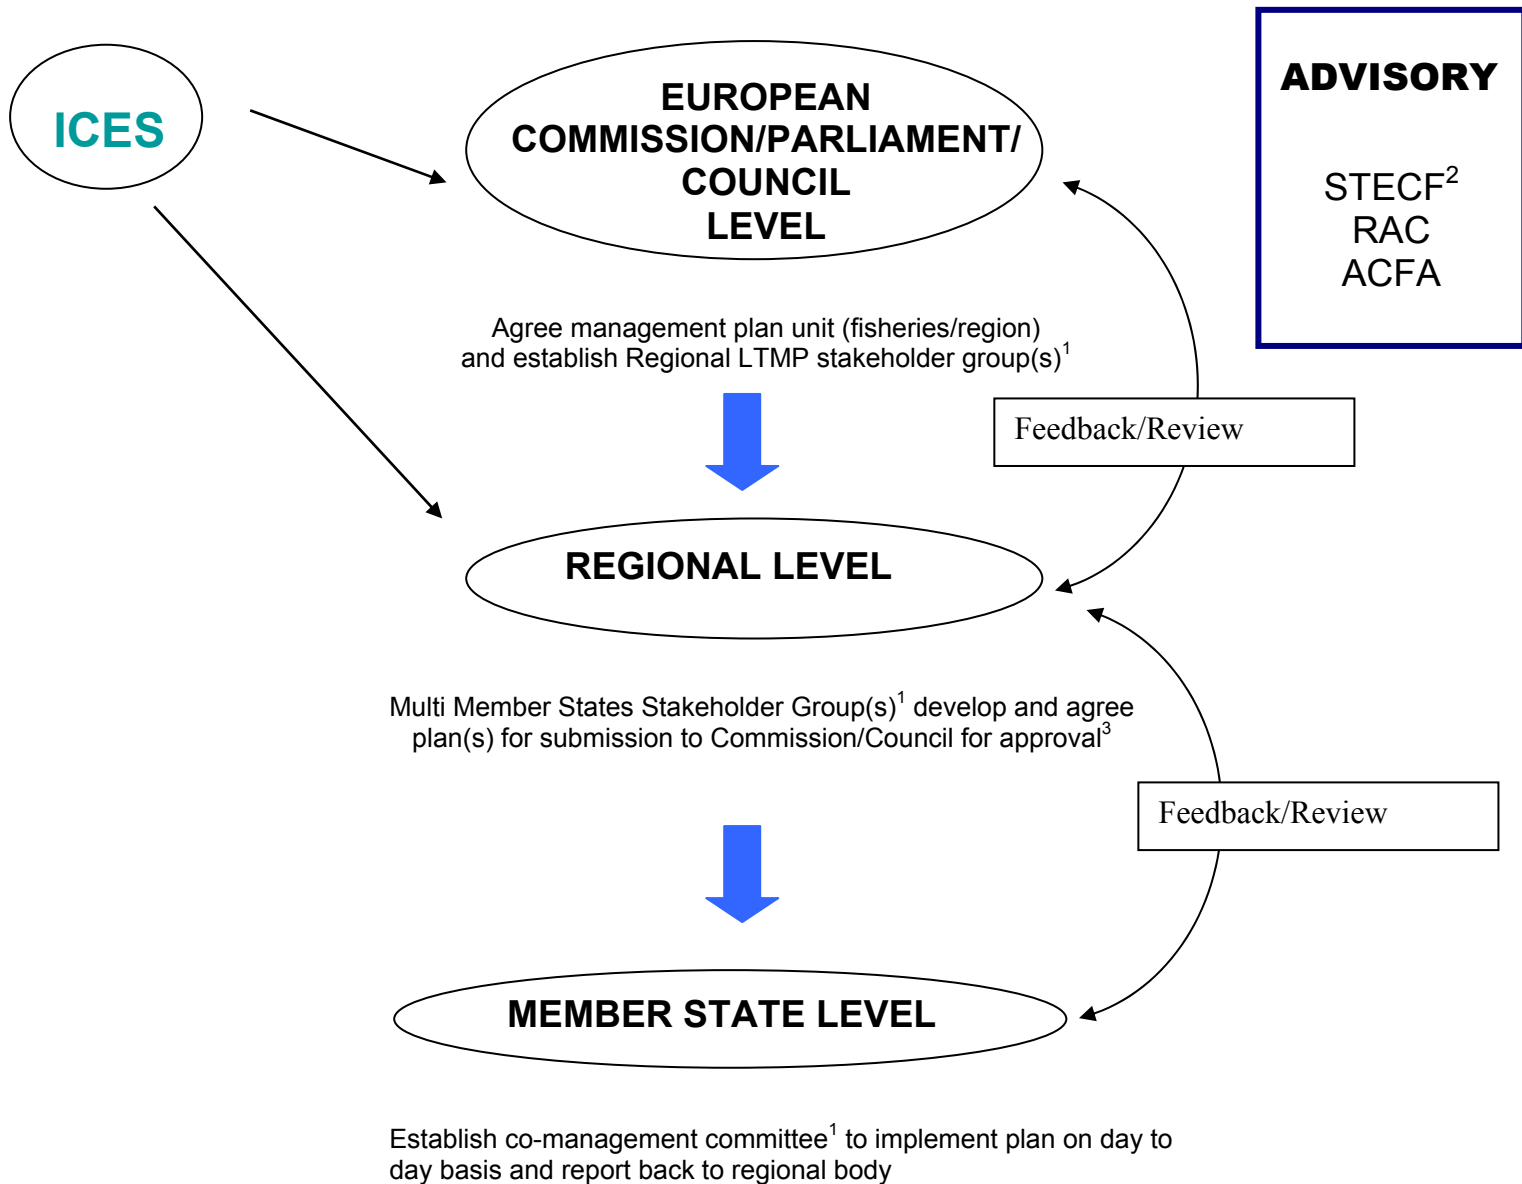 ICES
EUROPEAN
COMMISSION/PARLIAMENT/
COUNCIL
LEVEL
ADVISORY
STECF²
RAC
ACFA
Agree management plan unit (fisheries/region)
and establish Regional LTMP stakeholder group(s)¹
Feedback/Review
REGIONAL LEVEL
Multi Member States Stakeholder Group(s)¹ develop and agree
plan(s) for submission to Commission/Council for approval³
Feedback/Review
MEMBER STATE LEVEL
Establish co-management committee¹ to implement plan on day to
day basis and report back to regional body